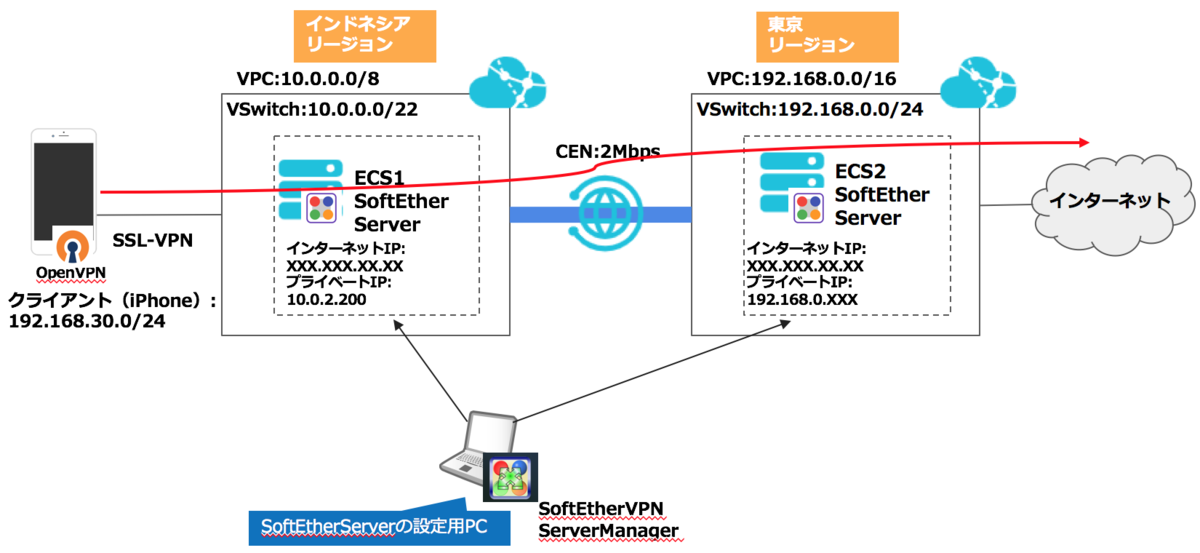 インドネシア
リージョン
東京
リージョン
VPC:10.0.0.0/8
VPC:192.168.0.0/16
VSwitch:10.0.0.0/22
VSwitch:192.168.0.0/24
CEN:2Mbps
ECS1
SoftEther
Server
ECS2
SoftEther
Server
インターネット
SSL-VPN
インターネットIP:
XXX.XXX.XX.XX
プライベートIP:
10.0.2.200
インターネットIP:
XXX.XXX.XX.XX
プライベートIP:
192.168.0.XXX
OpenVPN
クライアント（iPhone）:
192.168.30.0/24
SoftEtherVPN
ServerManager
SoftEtherServerの設定用PC